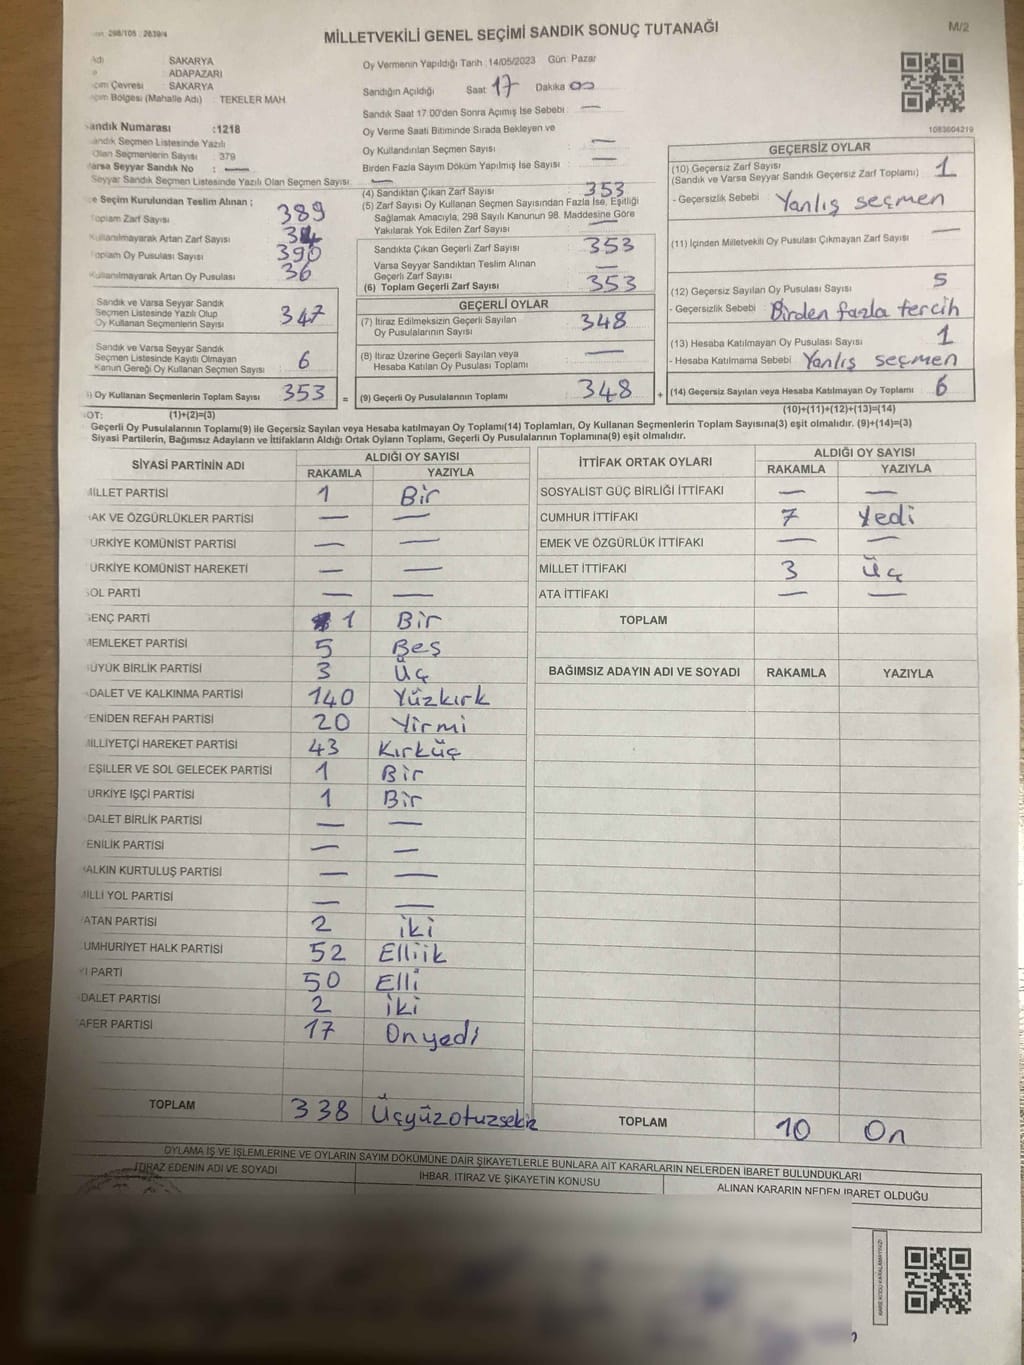 298/105 : 2639/4
MİLLETVEKİLİ GENEL SEÇİMİ SANDIK SONUÇ TUTANAĞI
M/2
SAKARYA
ADAPAZARI
çim Çevresi : SAKARYA
çim Bölgesi (Mahalle Adı) : TEKELER MAH
Oy Vermenin Yapıldığı Tarih : 14/05/2023 Gün: Pazar
Sandığın Açıldığı Saat 17 Dakika 00
Sandık Saat 17.00'den Sonra Açımış İse Sebebi : —
andık Numarası :1218
andık Seçmen Listesinde Yazılı
Olan Seçmenlerin Sayısı : 379
Varsa Seyyar Sandık No : —
Seyyar Sandık Seçmen Listesinde Yazılı Olan Seçmen Sayısı : —
Oy Verme Saati Bitiminde Sırada Bekleyen ve
Oy Kullandırılan Seçmen Sayısı : —
Birden Fazla Sayım Döküm Yapılmış İse Sayısı : —
1083604219
e Seçim Kurulundan Teslim Alınan ;
Toplam Zarf Sayısı : 389
Kullanılmayarak Artan Zarf Sayısı
Toplam Oy Pusulası Sayısı : 390
Kullanılmayarak Artan Oy Pusulası : 36
(4) Sandıktan Çıkan Zarf Sayısı : 353
(5) Zarf Sayısı Oy Kullanan Seçmen Sayısından Fazla İse, Eşitliği
Sağlamak Amacıyla, 298 Sayılı Kanunun 98. Maddesine Göre
Yakılarak Yok Edilen Zarf Sayısı : —
Sandıkta Çıkan Geçerli Zarf Sayısı : 353
Varsa Seyyar Sandıktan Teslim Alınan
Geçerli Zarf Sayısı : —
(6) Toplam Geçerli Zarf Sayısı : 353
GEÇERSİZ OYLAR
(10) Geçersiz Zarf Sayısı 1
(Sandık ve Varsa Seyyar Sandık Geçersiz Zarf Toplamı)
- Geçersizlik Sebebi : Yanlış seçmen
(11) İçinden Milletvekili Oy Pusulası Çıkmayan Zarf Sayısı : —
(12) Geçersiz Sayılan Oy Pusulası Sayısı : 5
- Geçersizlik Sebebi : Birden fazla tercih
(13) Hesaba Katılmayan Oy Pusulası Sayısı : 1
- Hesaba Katılmama Sebebi : Yanlış seçmen
(14) Geçersiz Sayılan veya Hesaba Katılmayan Oy Toplamı : 6
(10)+(11)+(12)+(13)=(14)
Sandık ve Varsa Seyyar Sandık
Seçmen Listesinde Yazılı Olup
Oy Kullanan Seçmenlerin Sayısı 347
Sandık ve Varsa Seyyar Sandık
Seçmen Listesinde Kayıtlı Olmayan
Kanun Gereği Oy Kullanan Seçmen Sayısı 6
) Oy Kullanan Seçmenlerin Toplam Sayısı 353 =
(1)+(2)=(3)
GEÇERLİ OYLAR
(7) İtiraz Edilmeksizin Geçerli Sayılan
Oy Pusulalarının Sayısı : 348
(8) İtiraz Üzerine Geçerli Sayılan veya
Hesaba Katılan Oy Pusulası Toplamı : —
(9) Geçerli Oy Pusulalarının Toplamı : 348 +
OT:
Geçerli Oy Pusulasının Toplamı(9) ile Geçersiz Sayılan veya Hesaba katılmayan Oy Toplamı(14) Toplamları, Oy Kullanan Seçmenlerin Toplam Sayısına(3) eşit olmalıdır. (9)+(14)=(3)
Siyasi Partilerin, Bağımsız Adayların ve İttifakların Aldığı Ortak Oyların Toplamı, Geçerli Oy Pusulalarının Toplamına(9) eşit olmalıdır.
SİYASİ PARTİNİN ADI ALDIĞI OY SAYISI
RAKAMLA YAZIYLA
MİLLET PARTİSİ 1 Bir
AK VE ÖZGÜRLÜKLER PARTİSİ — —
ÜRKİYE KOMÜNİST PARTİSİ — —
ÜRKİYE KOMÜNİST HAREKETİ — —
SOL PARTİ — —
GENÇ PARTİ 1 Bir
MEMLEKET PARTİSİ 5 Beş
BÜYÜK BİRLİK PARTİSİ 3 Üç
ADALET VE KALKINMA PARTİSİ 140 Yüzkırk
ENİDEN REFAH PARTİSİ 20 Yirmi
MİLLİYETÇİ HAREKET PARTİSİ 43 Kırküç
EŞİLLER VE SOL GELECEK PARTİSİ 1 Bir
ÜRKİYE İŞÇİ PARTİSİ 1 Bir
DALET BİRLİK PARTİSİ — —
ENİLİK PARTİSİ — —
ALKIN KURTULUŞ PARTİSİ — —
MİLLİ YOL PARTİSİ — —
ATAN PARTİSİ 2 iki
UMHURİYET HALK PARTİSİ 52 Elliik
Yİ PARTİ 50 Elli
DALET PARTİSİ 2 iki
AFER PARTİSİ 17 Onyedi
TOPLAM 338 Üçyüzotuzsekiz
İTTİFAK ORTAK OYLARI ALDIĞI OY SAYISI
RAKAMLA YAZIYLA
SOSYALİST GÜÇ BİRLİĞİ İTTİFAKI — —
CUMHUR İTTİFAKI 7 Yedi
EMEK VE ÖZGÜRLÜK İTTİFAKI — —
MİLLET İTTİFAKI 3 Üç
ATA İTTİFAKI — —
TOPLAM
BAĞIMSIZ ADAYIN ADI VE SOYADI RAKAMLA YAZIYLA
TOPLAM 10 On
OYLAMA İŞ VE İŞLEMLERİNE VE OYLARIN SAYIM DÖKÜMÜNE DAİR ŞİKAYETLERLE BUNLARA AİT KARARLARIN NELERDEN İBARET BULUNDUKLARI
İTİRAZ EDENİN ADI VE SOYADI İHBAR, İTİRAZ VE ŞİKAYETİN KONUSU ALINAN KARARIN NEDEN İBARET OLDUĞU